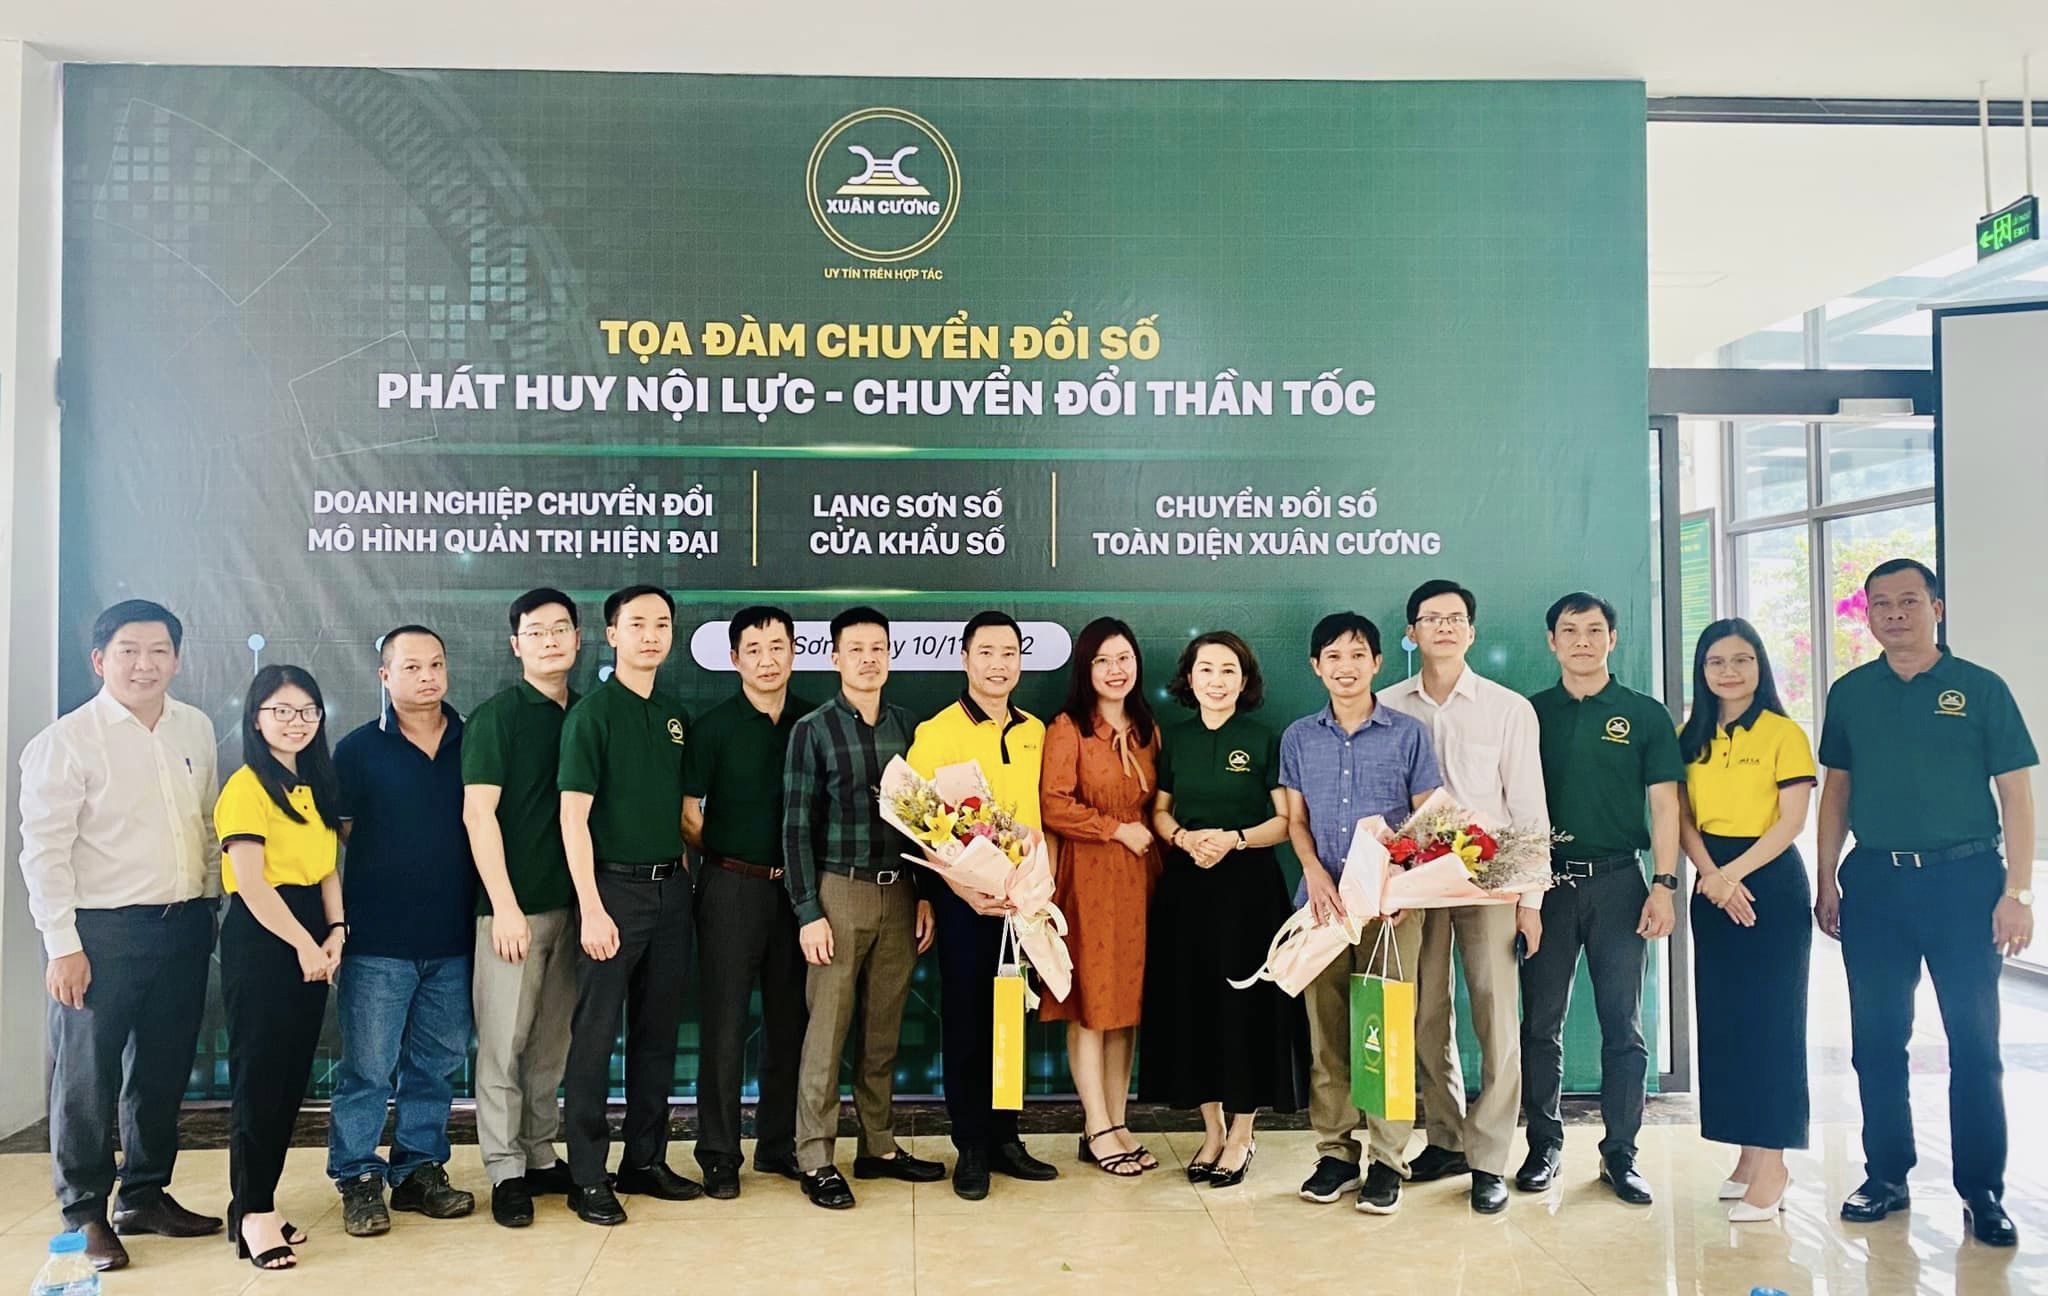 XUÂN CƯƠNG
UY TÍN TRÊN HỢP TÁC
TỌA ĐÀM CHUYỂN ĐỔI SỐ
PHÁT HUY NỘI LỰC - CHUYỂN ĐỔI THẦN TỐC
DOANH NGHIỆP CHUYỂN ĐỔI
MÔ HÌNH QUẢN TRỊ HIỆN ĐẠI
LẠNG SƠN SỐ
CỬA KHẨU SỐ
CHUYỂN ĐỔI SỐ
TOÀN DIỆN XUÂN CƯƠNG
10/11
EXIT